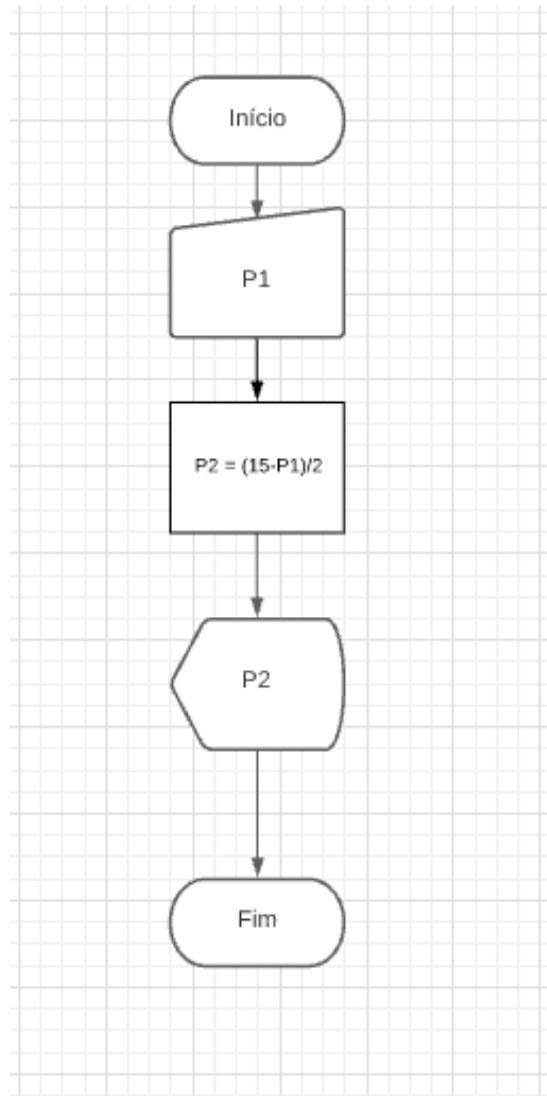 Início
P1
P2 = (15-P1)/2
P2
Fim